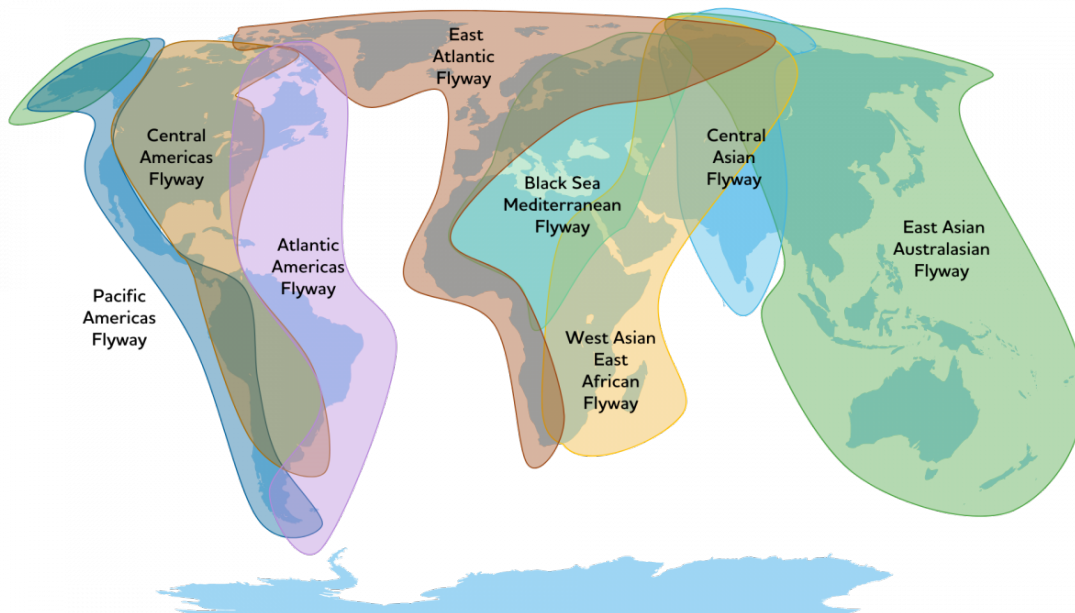 East
Atlantic
Flyway
Central
Americas
Flyway
Central
Asian
Flyway
Black Sea
Mediterranean
Flyway
East Asian
Australasian
Flyway
Atlantic
Americas
Flyway
Pacific
Americas
Flyway
West Asian
East
African
Flyway